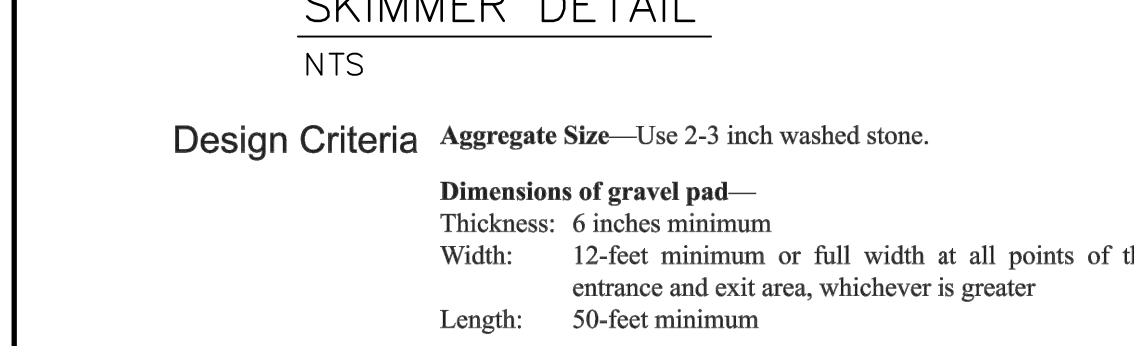 SKIMMER DETAIL
NTS
Design Criteria Aggregate Size—Use 2-3 inch washed stone.
Dimensions of gravel pad—
Thickness: 6 inches minimum
Width: 12-feet minimum or full width at all points of
entrance and exit area, whichever is greater
Length: 50-feet minimum